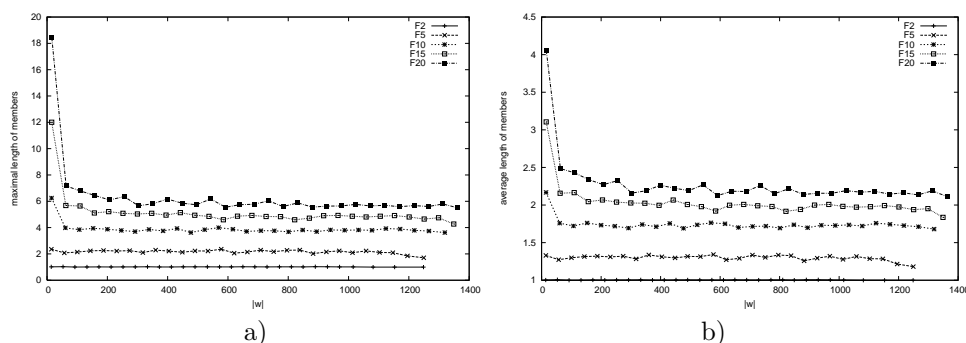 20
18
16
14
12
10
8
6
4
2
0
0 200 400 600 800 1000 1200 1400
maximal length of members
|w|
F2
F5
F10
F15
F20
a)
4.5
4
3.5
3
2.5
2
1.5
1
0 200 400 600 800 1000 1200 1400
average length of members
|w|
F2
F5
F10
F15
F20
b)